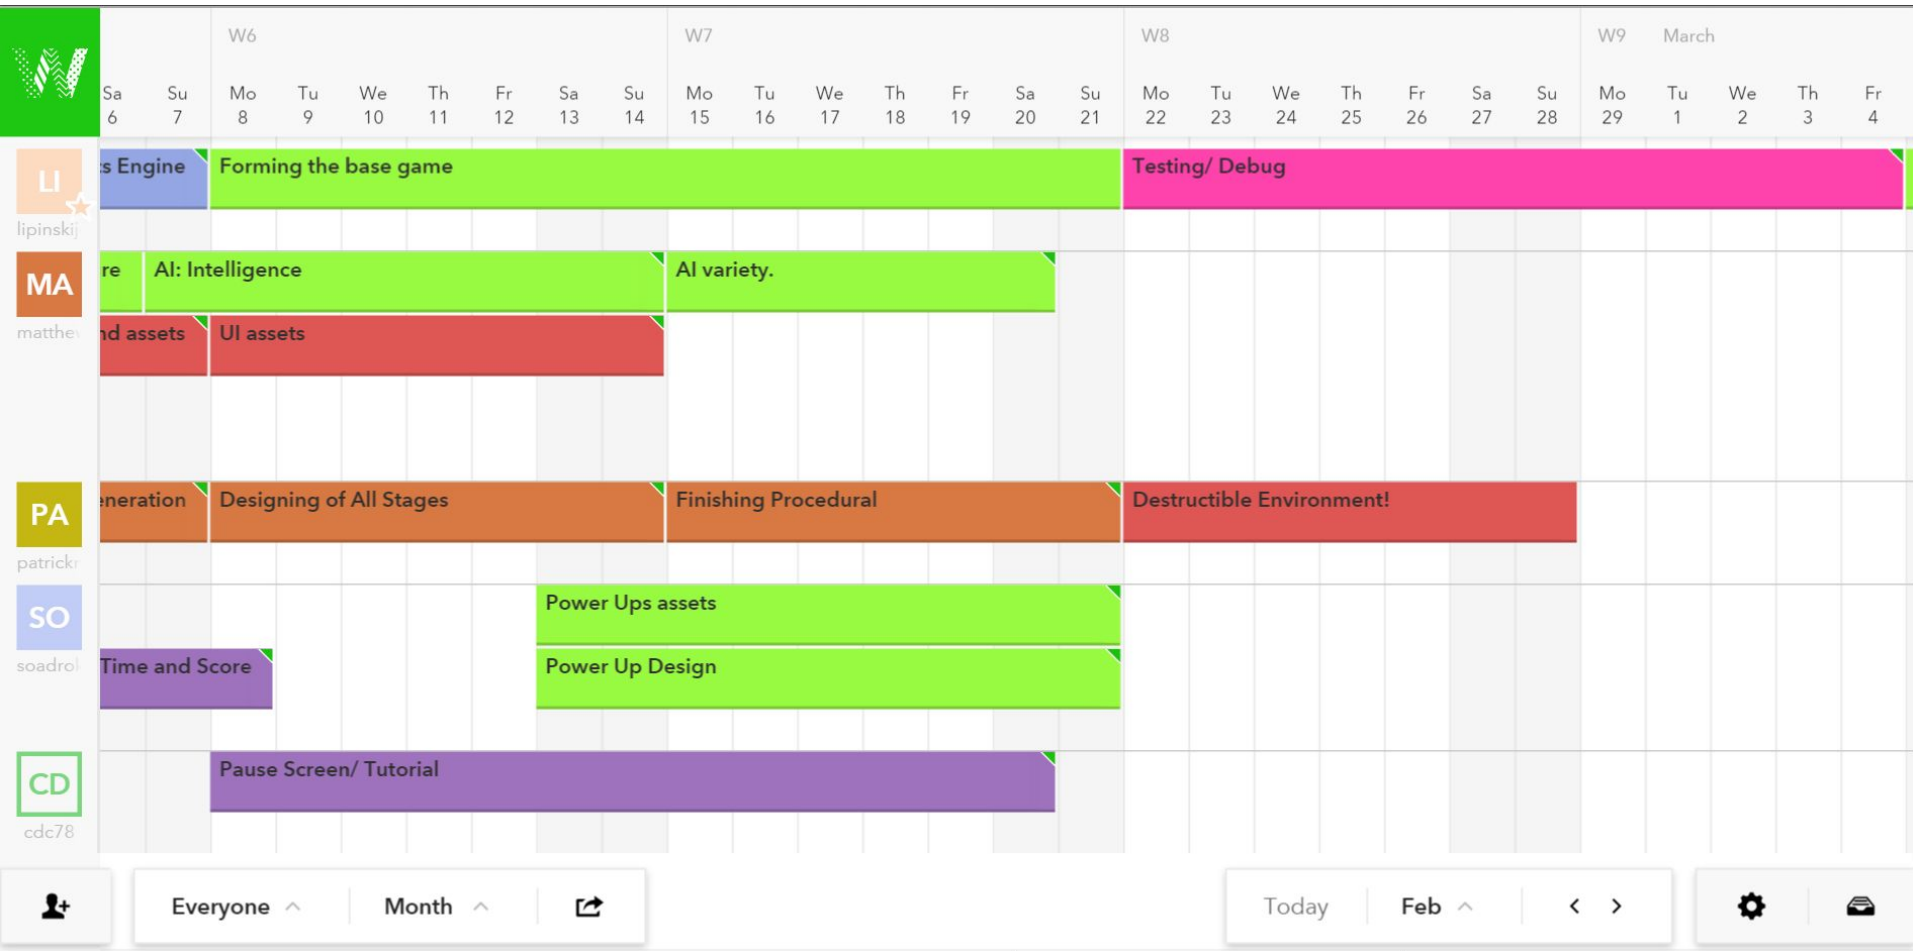 W
W6 W7 W8 W9 March
Sa Su Mo Tu We Th Fr Sa Su Mo Tu We Th Fr Sa Su Mo Tu We Th Fr Sa Su Mo Tu We Th Fr
6 7 8 9 10 11 12 13 14 15 16 17 18 19 20 21 22 23 24 25 26 27 28 29 1 2 3 4
LI
lipinskij
s Engine Forming the base game Testing/ Debug
MA
matthew
re AI: Intelligence AI variety.
nd assets UI assets
PA
patrickr
eneration Designing of All Stages Finishing Procedural Destructible Environment!
SO
soadrok
Power Ups assets
Time and Score Power Up Design
CD
cdc78
Pause Screen/ Tutorial
Everyone Month Today Feb